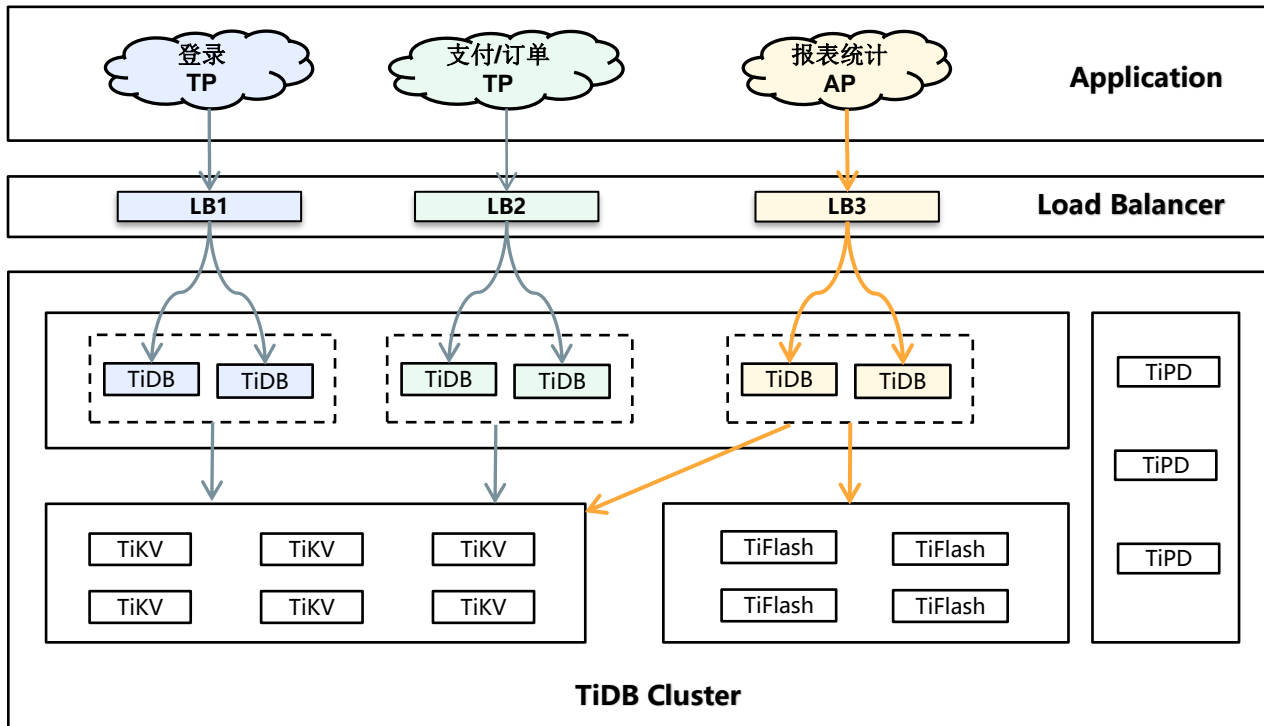 登录
TP
支付/订单
TP
报表统计
AP
Application
LB1
LB2
LB3
Load Balancer
TiDB
TiDB
TiDB
TiDB
TiDB
TiDB
TiPD
TiPD
TiPD
TiKV
TiKV
TiKV
TiKV
TiKV
TiKV
TiFlash
TiFlash
TiFlash
TiFlash
TiDB Cluster